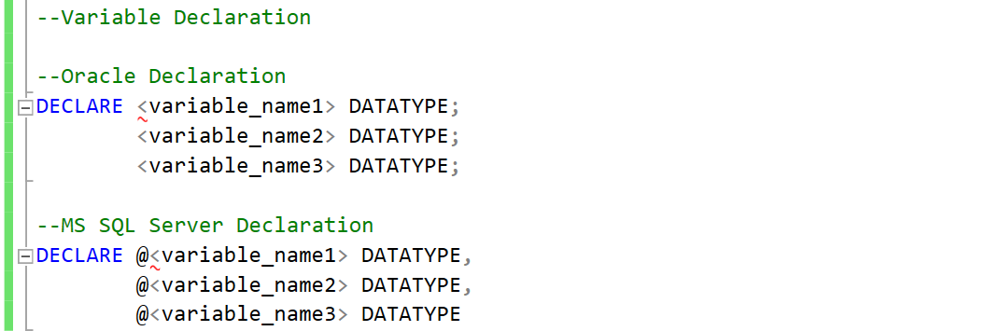 --Variable Declaration
--Oracle Declaration
DECLARE <variable_name1> DATATYPE;
<variable_name2> DATATYPE;
<variable_name3> DATATYPE;
--MS SQL Server Declaration
DECLARE @<variable_name1> DATATYPE,
@<variable_name2> DATATYPE,
@<variable_name3> DATATYPE